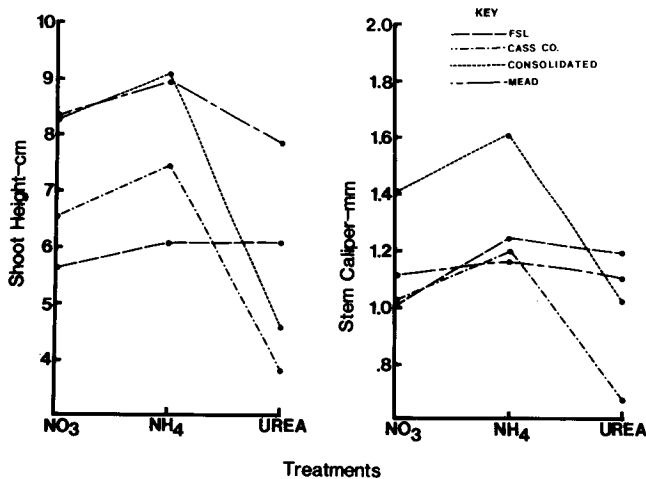 10
9
8
7
6
5
4
Shoot Height-cm
NO3 NH4 UREA
2.0
1.8
1.6
1.4
1.2
1.0
.8
Stem Caliper-mm
KEY
FSL
CASS CO.
CONSOLIDATED
MEAD
NO3 NH4 UREA
Treatments